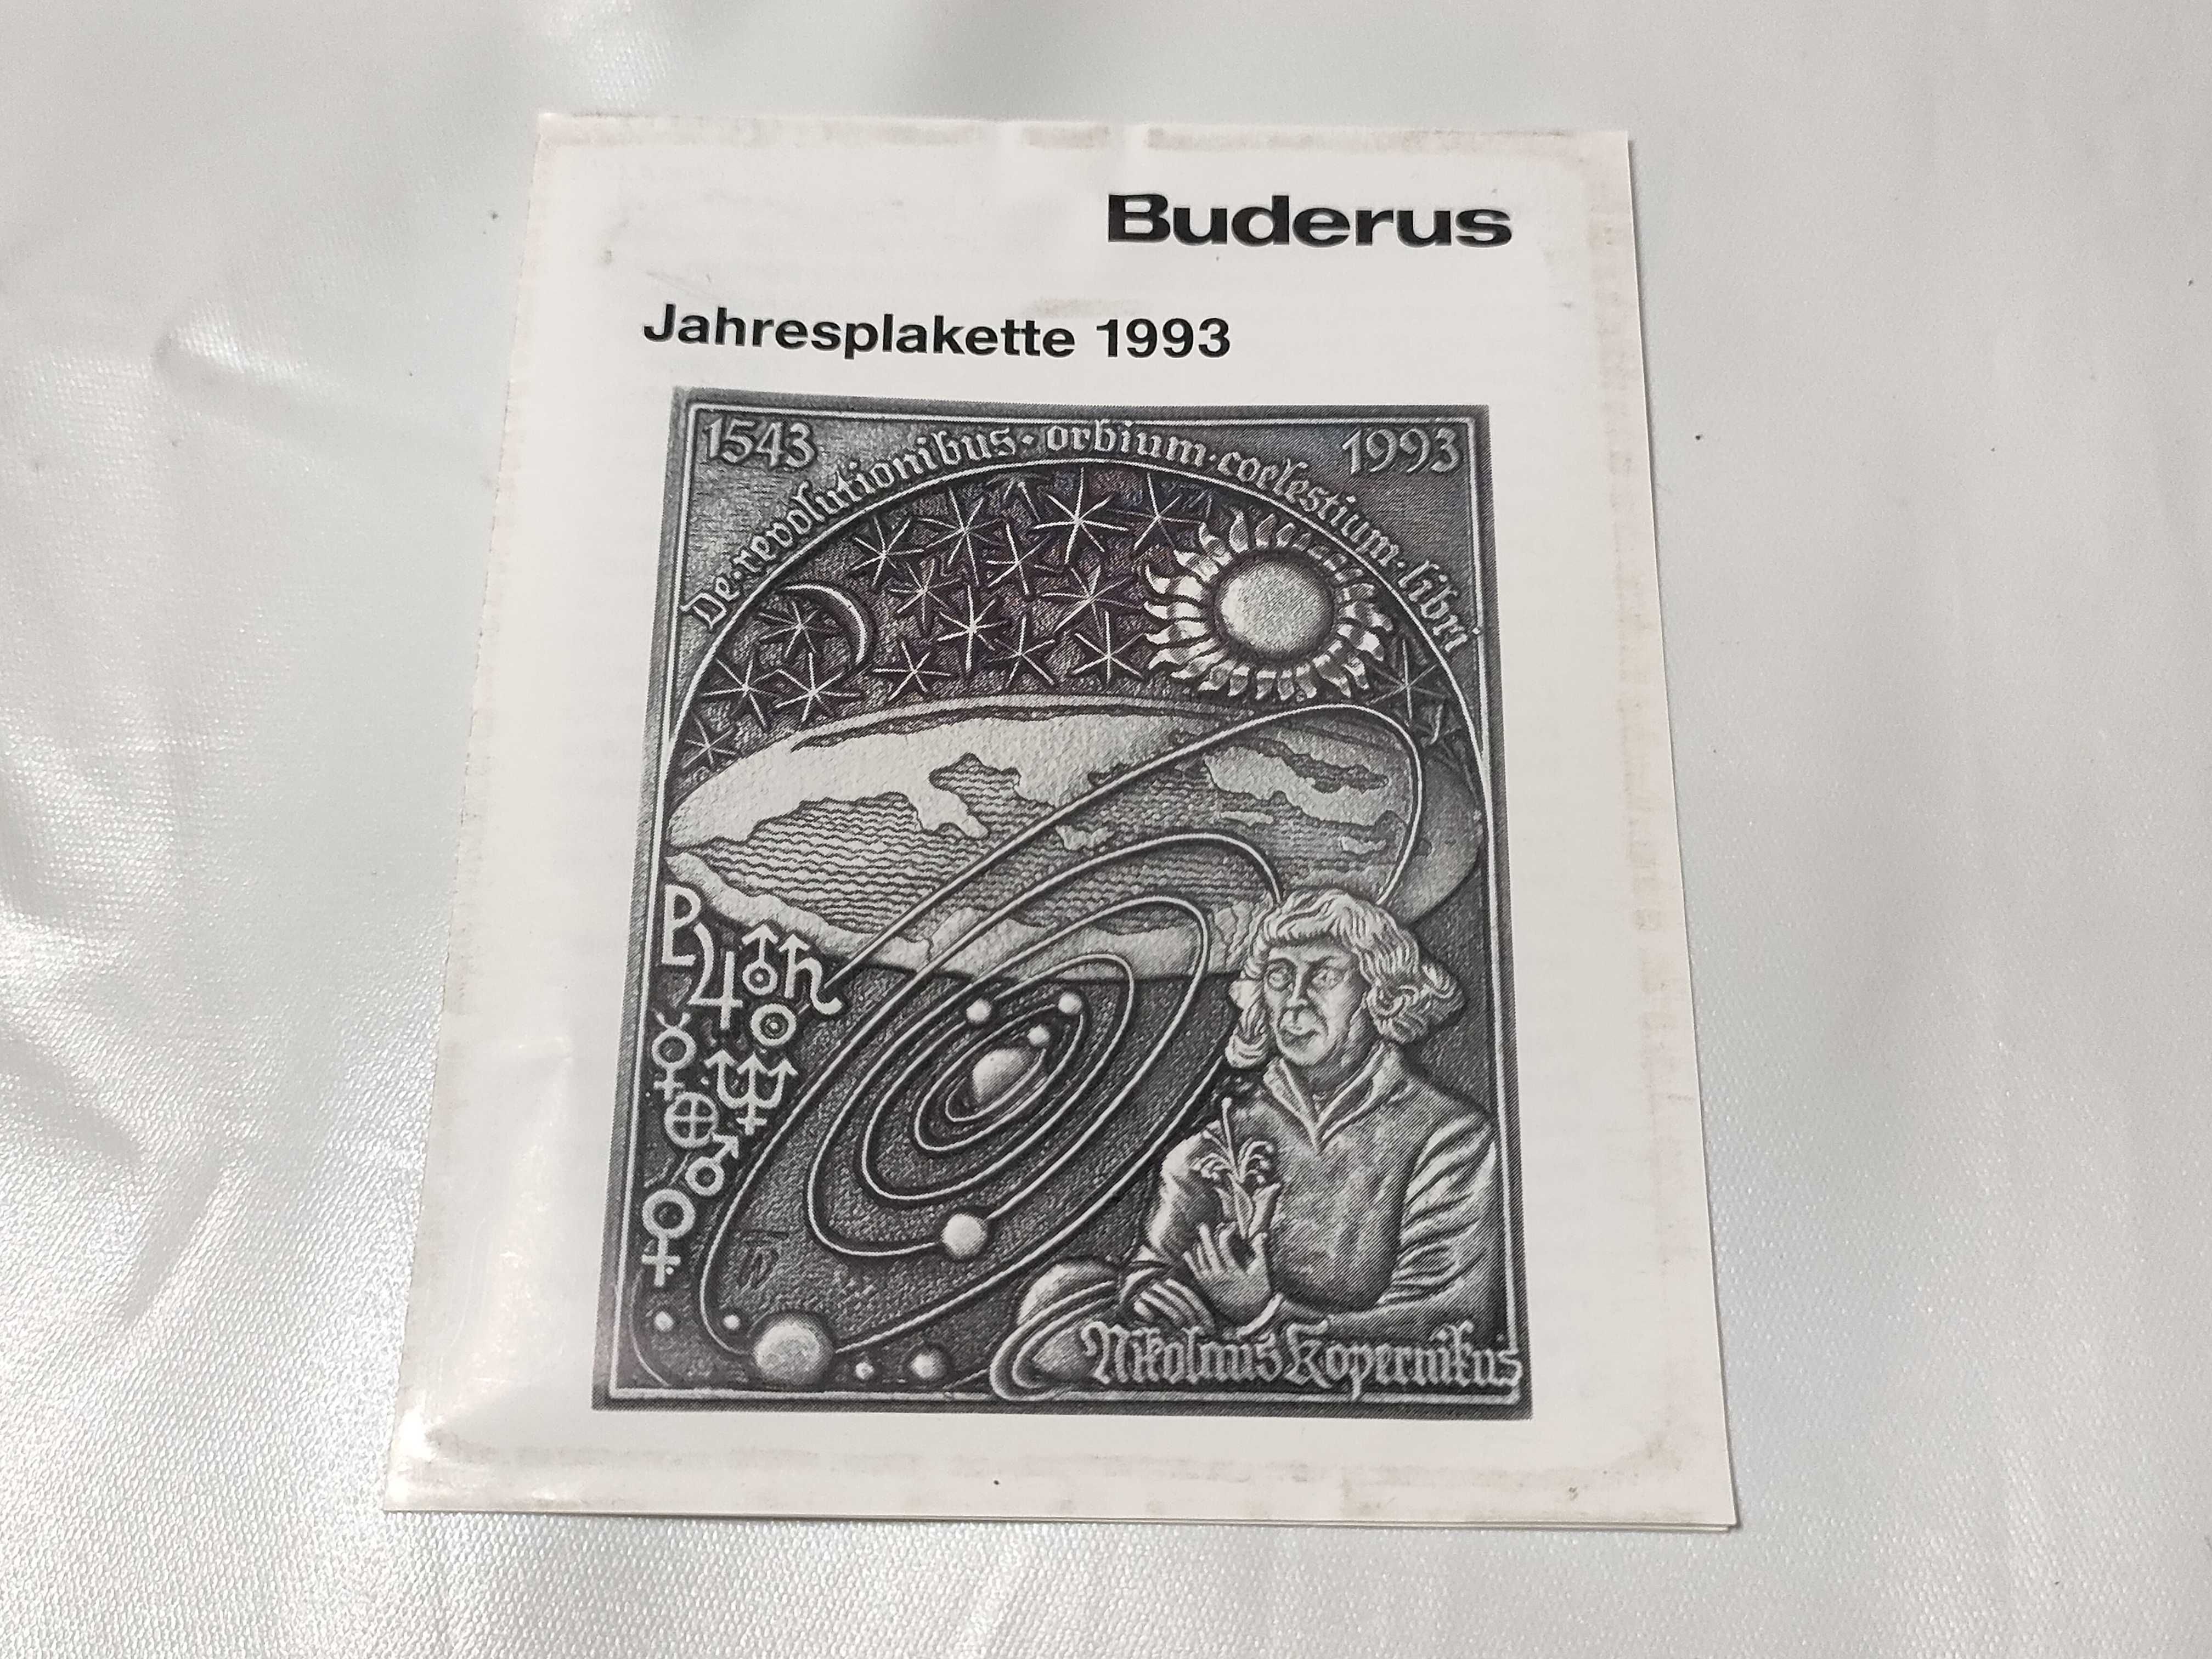 Buderus
Jahresplakette 1993
1543
1993
De·revolutionibus·orbium·coelestium·libri
Nikolaus Kopernikus